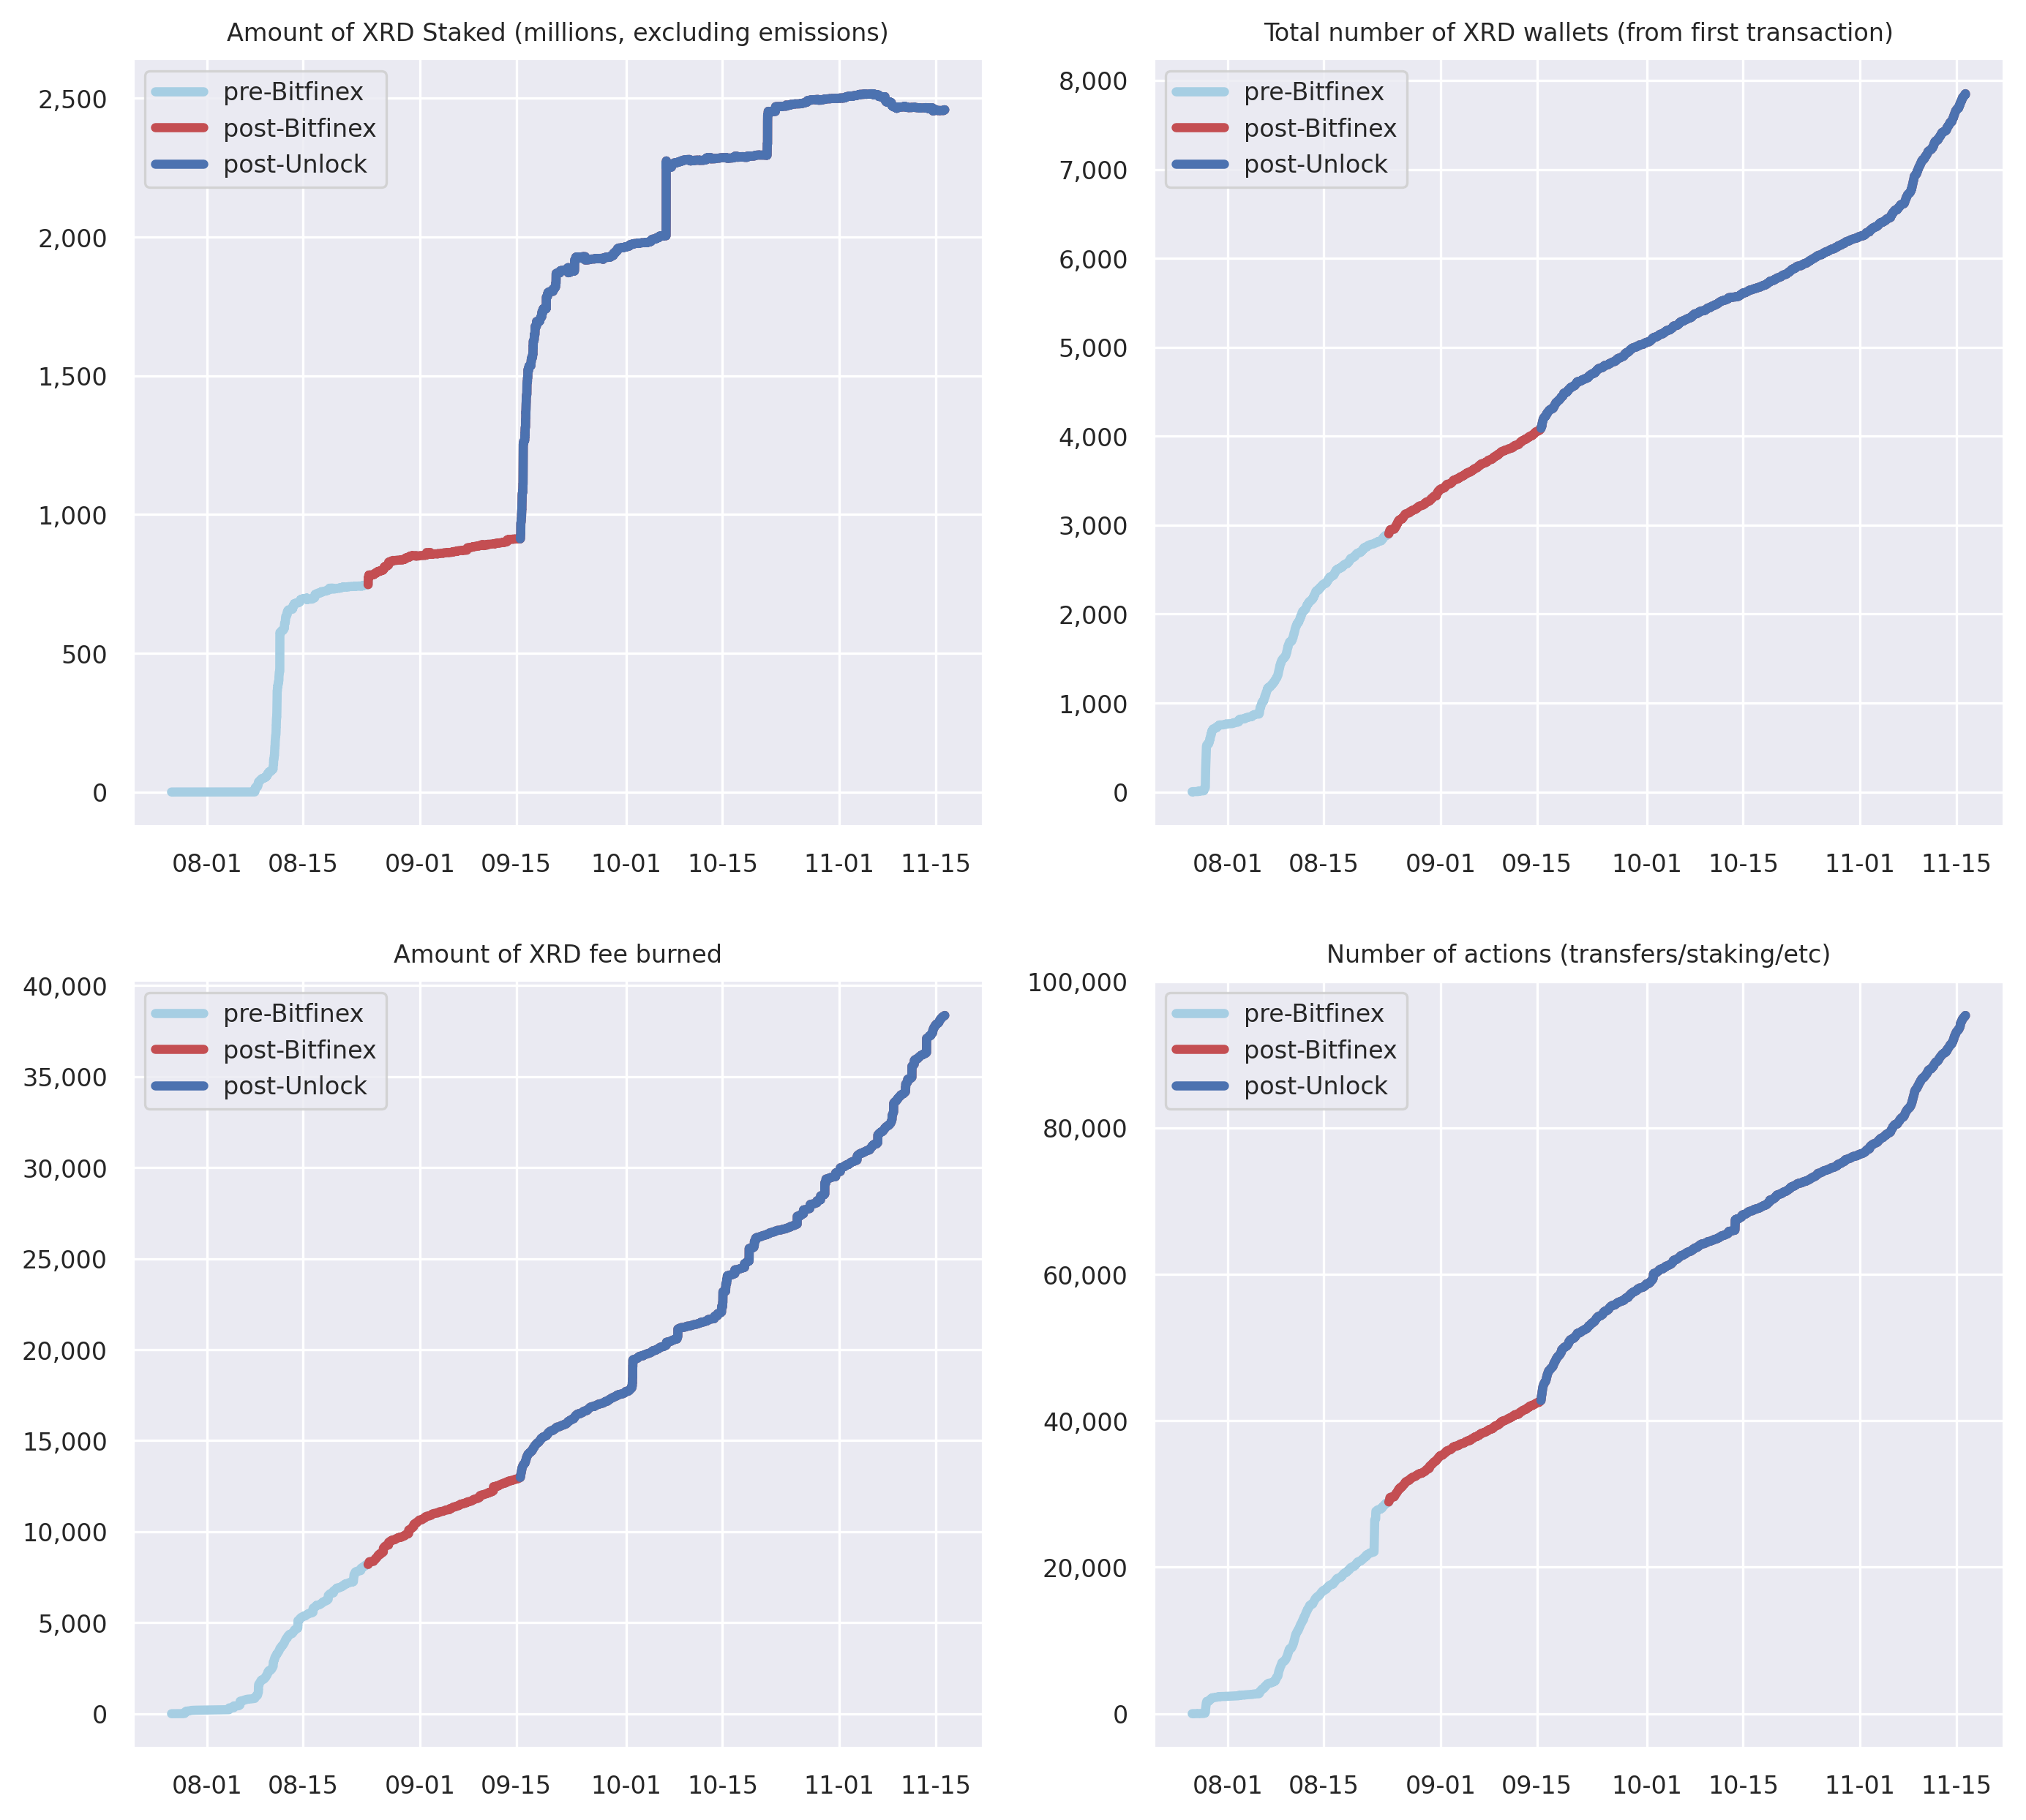 Amount of XRD Staked (millions, excluding emissions)
pre-Bitfinex
post-Bitfinex
post-Unlock
2,500
2,000
1,500
1,000
500
0
08-01 08-15 09-01 09-15 10-01 10-15 11-01 11-15
Total number of XRD wallets (from first transaction)
pre-Bitfinex
post-Bitfinex
post-Unlock
8,000
7,000
6,000
5,000
4,000
3,000
2,000
1,000
0
08-01 08-15 09-01 09-15 10-01 10-15 11-01 11-15
Amount of XRD fee burned
pre-Bitfinex
post-Bitfinex
post-Unlock
40,000
35,000
30,000
25,000
20,000
15,000
10,000
5,000
0
08-01 08-15 09-01 09-15 10-01 10-15 11-01 11-15
Number of actions (transfers/staking/etc)
pre-Bitfinex
post-Bitfinex
post-Unlock
100,000
80,000
60,000
40,000
20,000
0
08-01 08-15 09-01 09-15 10-01 10-15 11-01 11-15